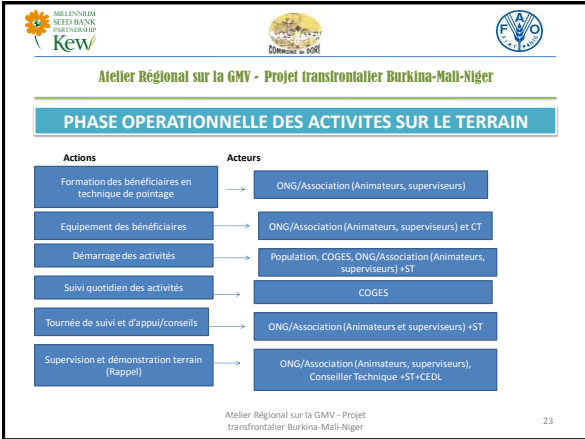 MILLENNIUM
SEED BANK
PARTNERSHIP
Kew
COMMUNE de DORI
F A O
FIAT PANIS
Atelier Régional sur la GMV - Projet transfrontalier Burkina-Mali-Niger
PHASE OPERATIONNELLE DES ACTIVITES SUR LE TERRAIN
Actions
Acteurs
Formation des bénéficiaires en
technique de pointage
ONG/Association (Animateurs, superviseurs)
Equipement des bénéficiaires
ONG/Association (Animateurs, superviseurs) et CT
Démarrage des activités
Population, COGES, ONG/Association (Animateurs,
superviseurs) +ST
Suivi quotidien des activités
COGES
Tournée de suivi et d'appui/conseils
ONG/Association (Animateurs et superviseurs) +ST
Supervision et démonstration terrain
(Rappel)
ONG/Association (Animateurs, superviseurs),
Conseiller Technique +ST+CEDL
Atelier Régional sur la GMV - Projet
transfrontalier Burkina-Mali-Niger
23